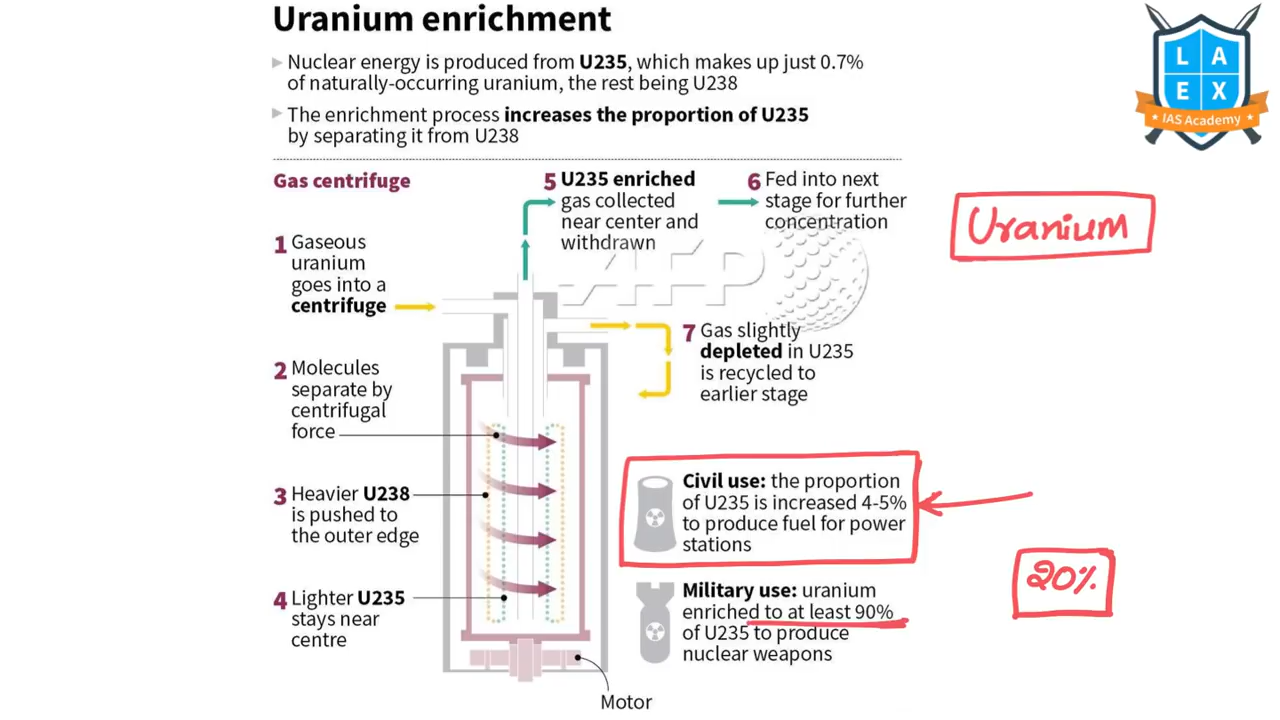 Uranium enrichment
Nuclear energy is produced from U235, which makes up just 0.7%
of naturally-occurring uranium, the rest being U238
The enrichment process increases the proportion of U235
by separating it from U238
Gas centrifuge
1 Gaseous
uranium
goes into a
centrifuge
2 Molecules
separate by
centrifugal
force
3 Heavier U238
is pushed to
the outer edge
4 Lighter U235
stays near
centre
5 U235 enriched
gas collected
near center and
withdrawn
6 Fed into next
stage for further
concentration
7 Gas slightly
depleted in U235
is recycled to
earlier stage
AFP
Civil use: the proportion
of U235 is increased 4-5%
to produce fuel for power
stations
Military use: uranium
enriched to at least 90%
of U235 to produce
nuclear weapons
Motor
Uranium
20%
L A
E X
IAS Academy